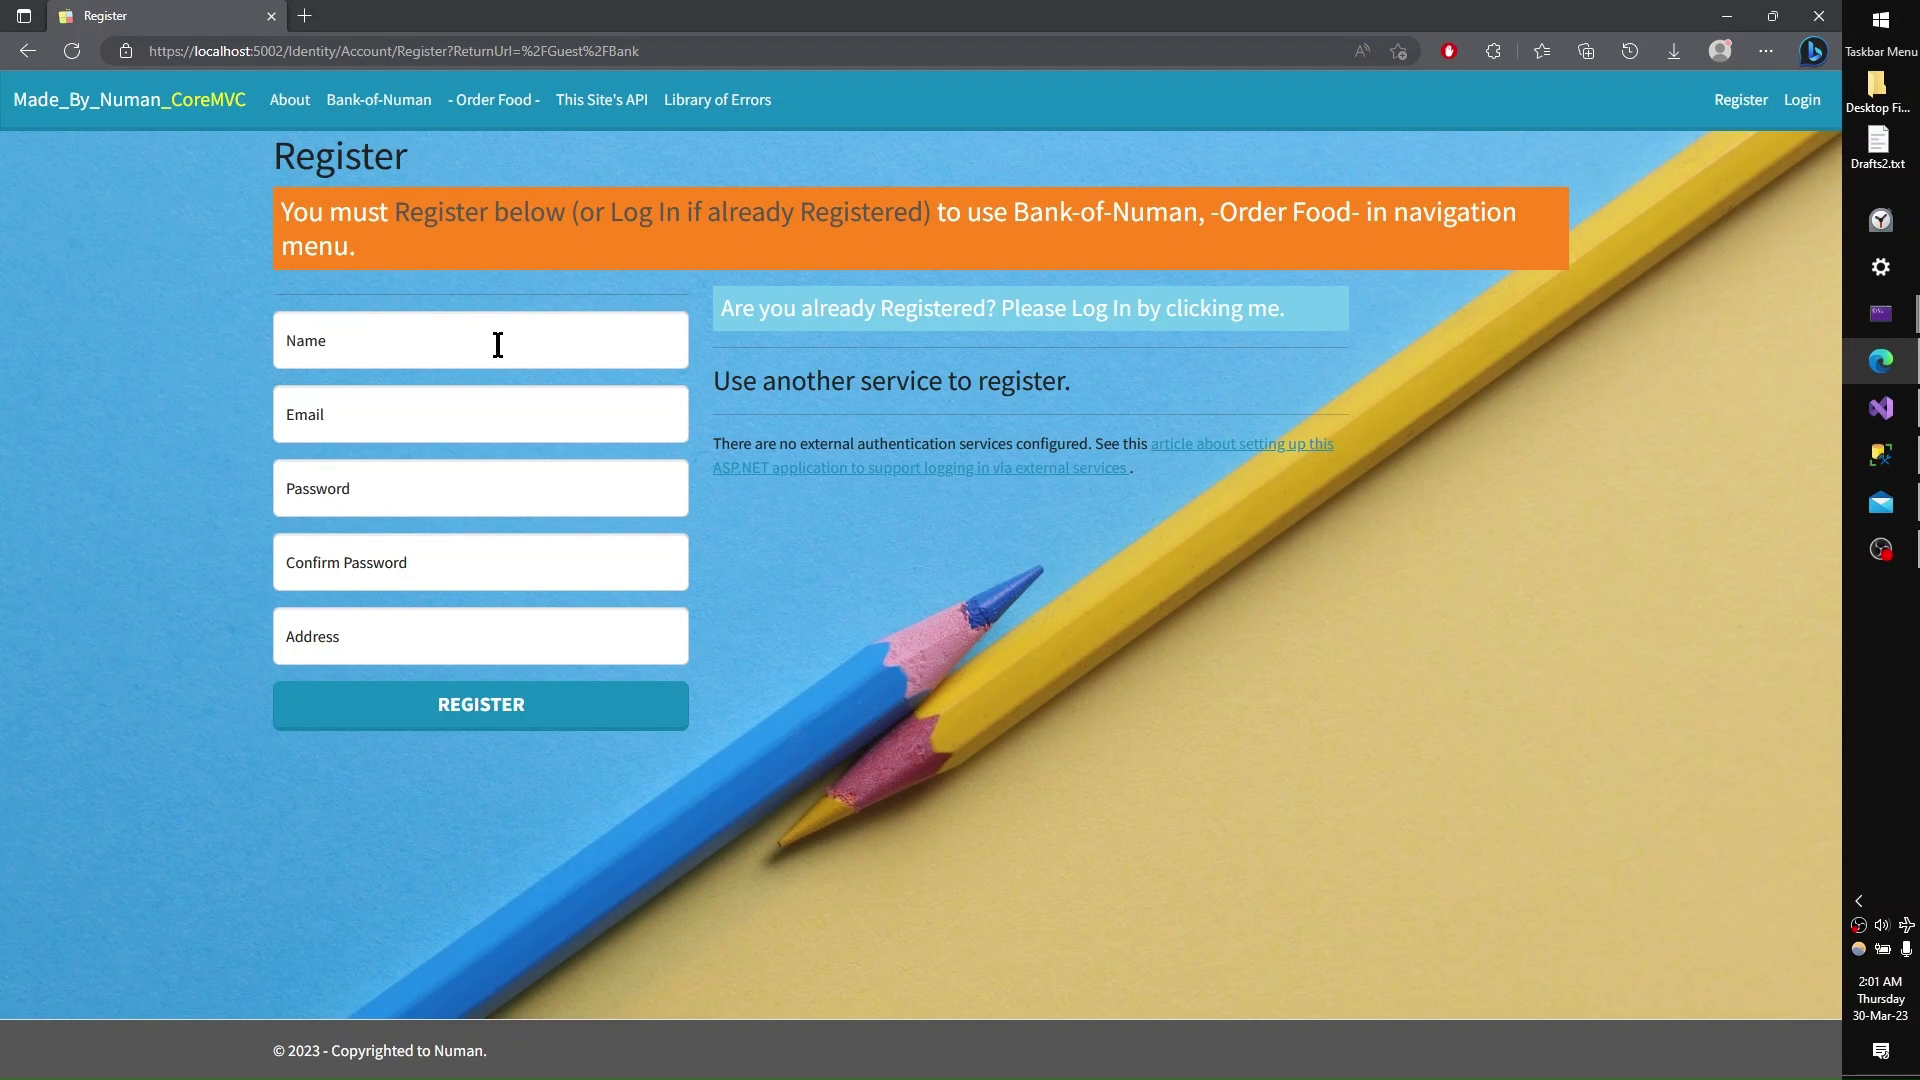 Register
https://localhost:5002/Identity/Account/Register?ReturnUrl=%2FGuest%2FBank
Taskbar Menu
Desktop Fi...
Drafts2.txt
Made_By_Numan_CoreMVC About Bank-of-Numan - Order Food - This Site's API Library of Errors Register Login
Register
You must Register below (or Log In if already Registered) to use Bank-of-Numan, -Order Food- in navigation
menu.
Name
Email
Password
Confirm Password
Address
REGISTER
Are you already Registered? Please Log In by clicking me.
Use another service to register.
There are no external authentication services configured. See this article about setting up this
ASP.NET application to support logging in via external services .
© 2023 - Copyrighted to Numan.
2:01 AM
Thursday
30-Mar-23